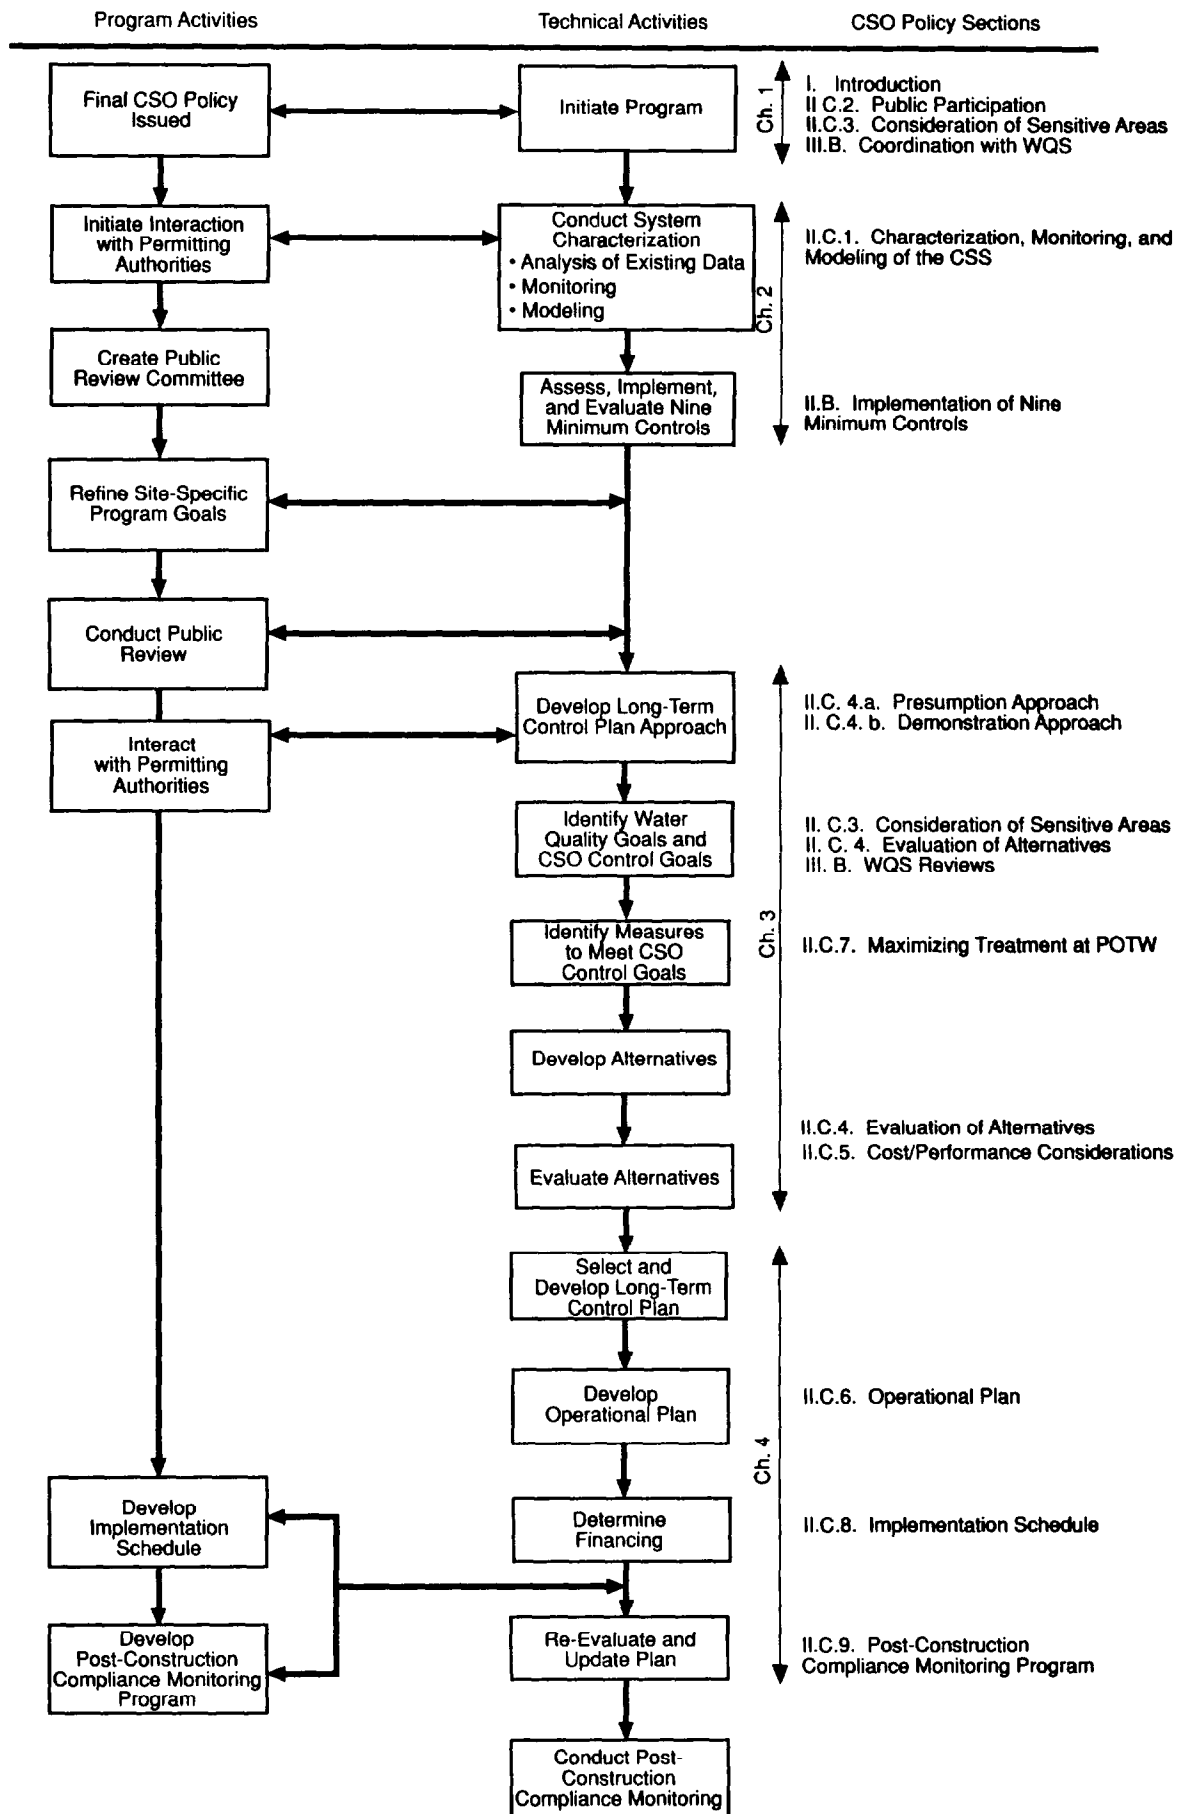 Program Activities
Technical Activities
CSO Policy Sections
Final CSO Policy
Issued
Initiate Program
Ch. 1
I. Introduction
II C.2. Public Participation
II.C.3. Consideration of Sensitive Areas
III.B. Coordination with WQS
Initiate Interaction
with Permitting
Authorities
Conduct System
Characterization
• Analysis of Existing Data
• Monitoring
• Modeling
Ch. 2
II.C.1. Characterization, Monitoring, and
Modeling of the CSS
Create Public
Review Committee
Assess, Implement,
and Evaluate Nine
Minimum Controls
II.B. Implementation of Nine
Minimum Controls
Refine Site-Specific
Program Goals
Conduct Public
Review
Develop Long-Term
Control Plan Approach
II.C. 4.a. Presumption Approach
II. C.4. b. Demonstration Approach
Interact
with Permitting
Authorities
Identify Water
Quality Goals and
CSO Control Goals
II. C.3. Consideration of Sensitive Areas
II. C. 4. Evaluation of Alternatives
III. B. WQS Reviews
Ch. 3
Identify Measures
to Meet CSO
Control Goals
II.C.7. Maximizing Treatment at POTW
Develop Alternatives
Evaluate Alternatives
II.C.4. Evaluation of Alternatives
II.C.5. Cost/Performance Considerations
Select and
Develop Long-Term
Control Plan
Develop
Operational Plan
II.C.6. Operational Plan
Ch. 4
Develop
Implementation
Schedule
Determine
Financing
II.C.8. Implementation Schedule
Develop
Post-Construction
Compliance Monitoring
Program
Re-Evaluate and
Update Plan
II.C.9. Post-Construction
Compliance Monitoring Program
Conduct Post-
Construction
Compliance Monitoring